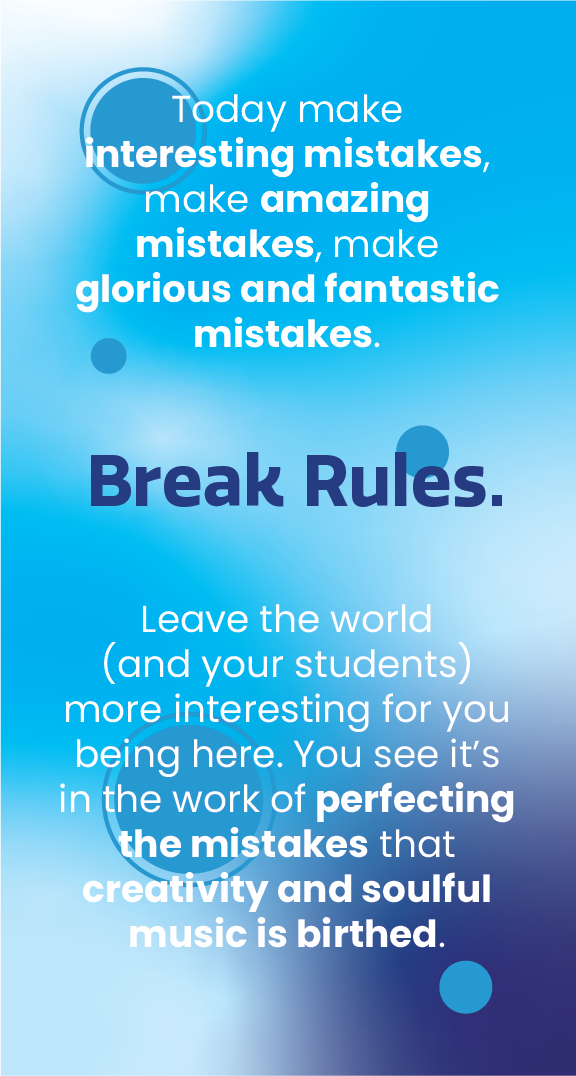 Today make
interesting mistakes,
make amazing
mistakes, make
glorious and fantastic
mistakes.
Break Rules.
Leave the world
(and your students)
more interesting for you
being here. You see it’s
in the work of perfecting
the mistakes that
creativity and soulful
music is birthed.